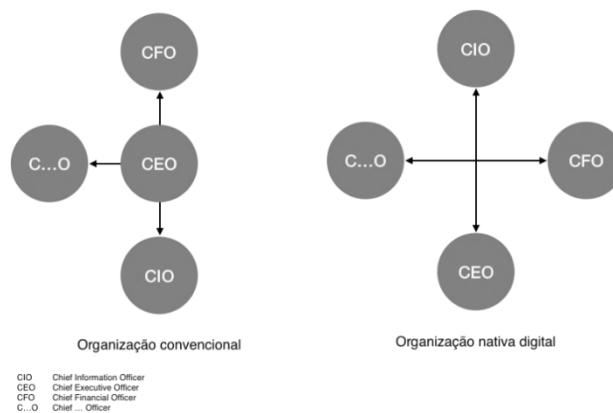 CFO
C...O
CEO
CIO
Organização convencional
CIO
C...O
CFO
CEO
Organização nativa digital
CIO Chief Information Officer
CEO Chief Executive Officer
CFO Chief Financial Officer
C...O Chief ... Officer